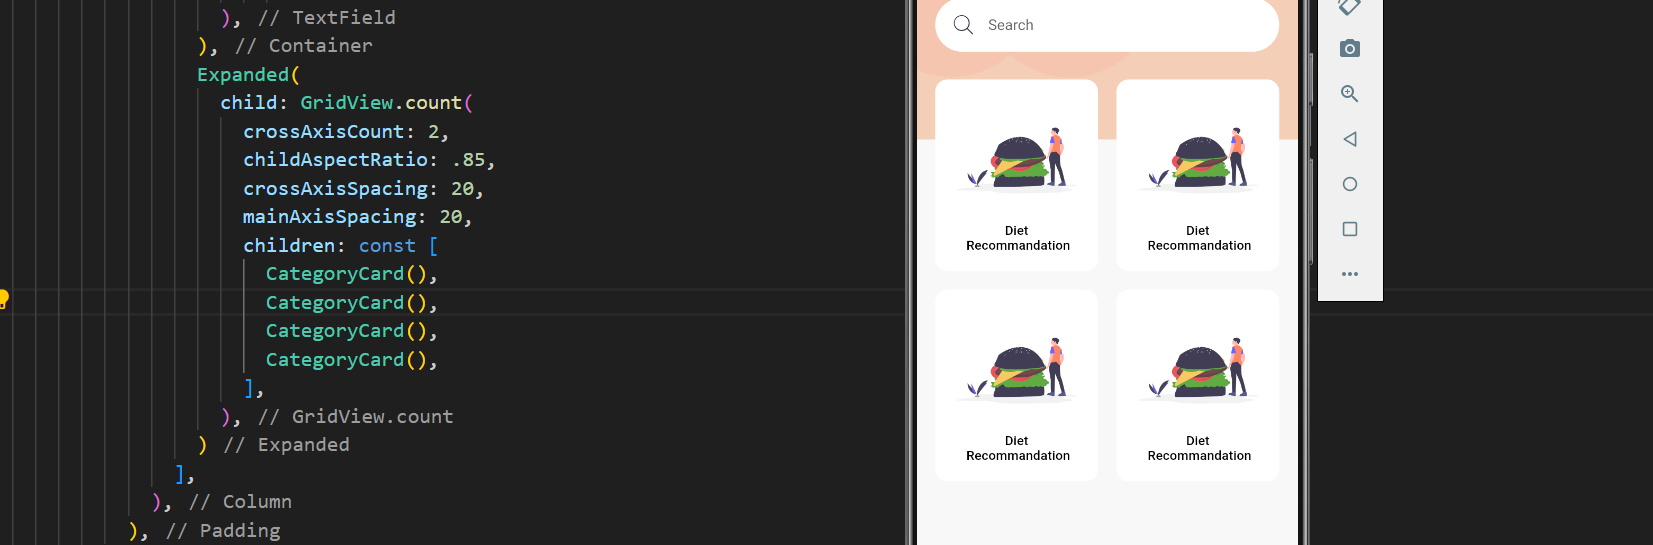 ), // TextField
), // Container
Expanded(
child: GridView.count(
crossAxisCount: 2,
childAspectRatio: .85,
crossAxisSpacing: 20,
mainAxisSpacing: 20,
children: const [
CategoryCard(),
CategoryCard(),
CategoryCard(),
CategoryCard(),
],
), // GridView.count
) // Expanded
],
), // Column
), // Padding
Search
Diet
Recommandation
Diet
Recommandation
Diet
Recommandation
Diet
Recommandation